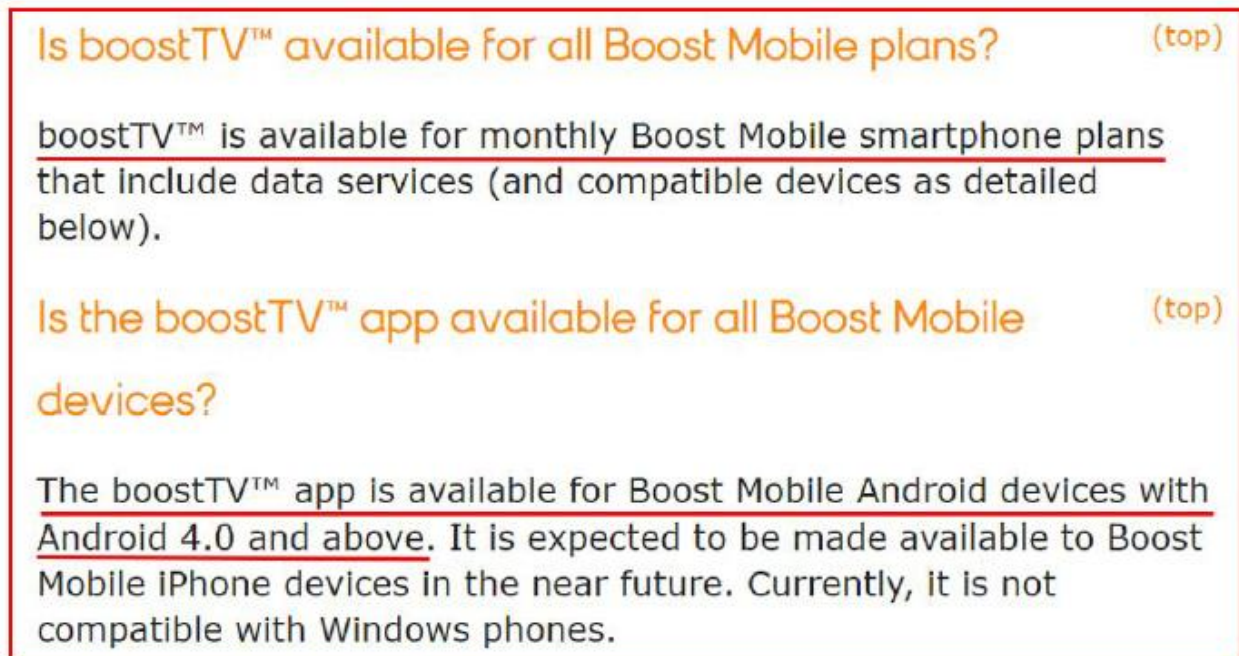 Is boostTV™ available for all Boost Mobile plans? (top)
boostTV™ is available for monthly Boost Mobile smartphone plans
that include data services (and compatible devices as detailed
below).
Is the boostTV™ app available for all Boost Mobile (top)
devices?
The boostTV™ app is available for Boost Mobile Android devices with
Android 4.0 and above. It is expected to be made available to Boost
Mobile iPhone devices in the near future. Currently, it is not
compatible with Windows phones.